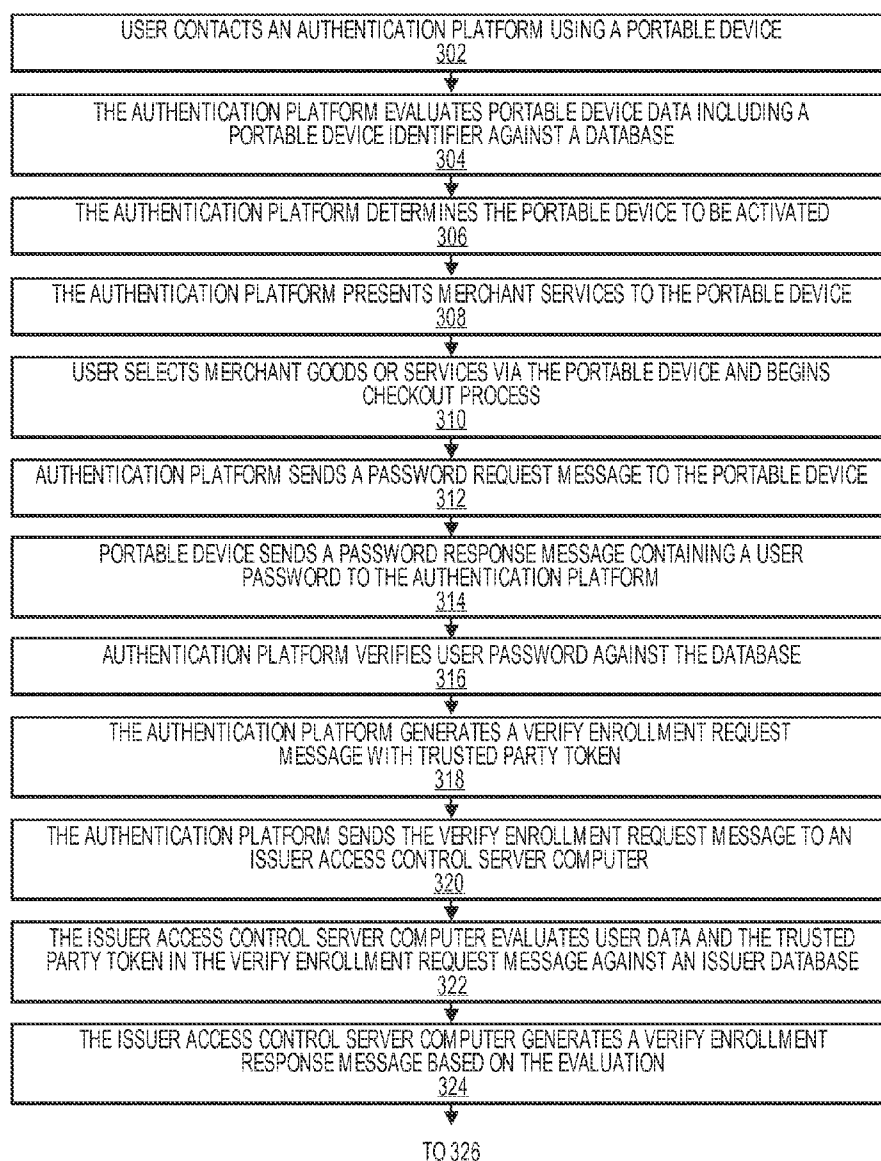 USER CONTACTS AN AUTHENTICATION PLATFORM USING A PORTABLE DEVICE
302
THE AUTHENTICATION PLATFORM EVALUATES PORTABLE DEVICE DATA INCLUDING A
PORTABLE DEVICE IDENTIFIER AGAINST A DATABASE
304
THE AUTHENTICATION PLATFORM DETERMINES THE PORTABLE DEVICE TO BE ACTIVATED
306
THE AUTHENTICATION PLATFORM PRESENTS MERCHANT SERVICES TO THE PORTABLE DEVICE
308
USER SELECTS MERCHANT GOODS OR SERVICES VIA THE PORTABLE DEVICE AND BEGINS
CHECKOUT PROCESS
310
AUTHENTICATION PLATFORM SENDS A PASSWORD REQUEST MESSAGE TO THE PORTABLE DEVICE
312
PORTABLE DEVICE SENDS A PASSWORD RESPONSE MESSAGE CONTAINING A USER
PASSWORD TO THE AUTHENTICATION PLATFORM
314
AUTHENTICATION PLATFORM VERIFIES USER PASSWORD AGAINST THE DATABASE
316
THE AUTHENTICATION PLATFORM GENERATES A VERIFY ENROLLMENT REQUEST
MESSAGE WITH TRUSTED PARTY TOKEN
318
THE AUTHENTICATION PLATFORM SENDS THE VERIFY ENROLLMENT REQUEST MESSAGE TO AN
ISSUER ACCESS CONTROL SERVER COMPUTER
320
THE ISSUER ACCESS CONTROL SERVER COMPUTER EVALUATES USER DATA AND THE TRUSTED
PARTY TOKEN IN THE VERIFY ENROLLMENT REQUEST MESSAGE AGAINST AN ISSUER DATABASE
322
THE ISSUER ACCESS CONTROL SERVER COMPUTER GENERATES A VERIFY ENROLLMENT
RESPONSE MESSAGE BASED ON THE EVALUATION
324
TO 326